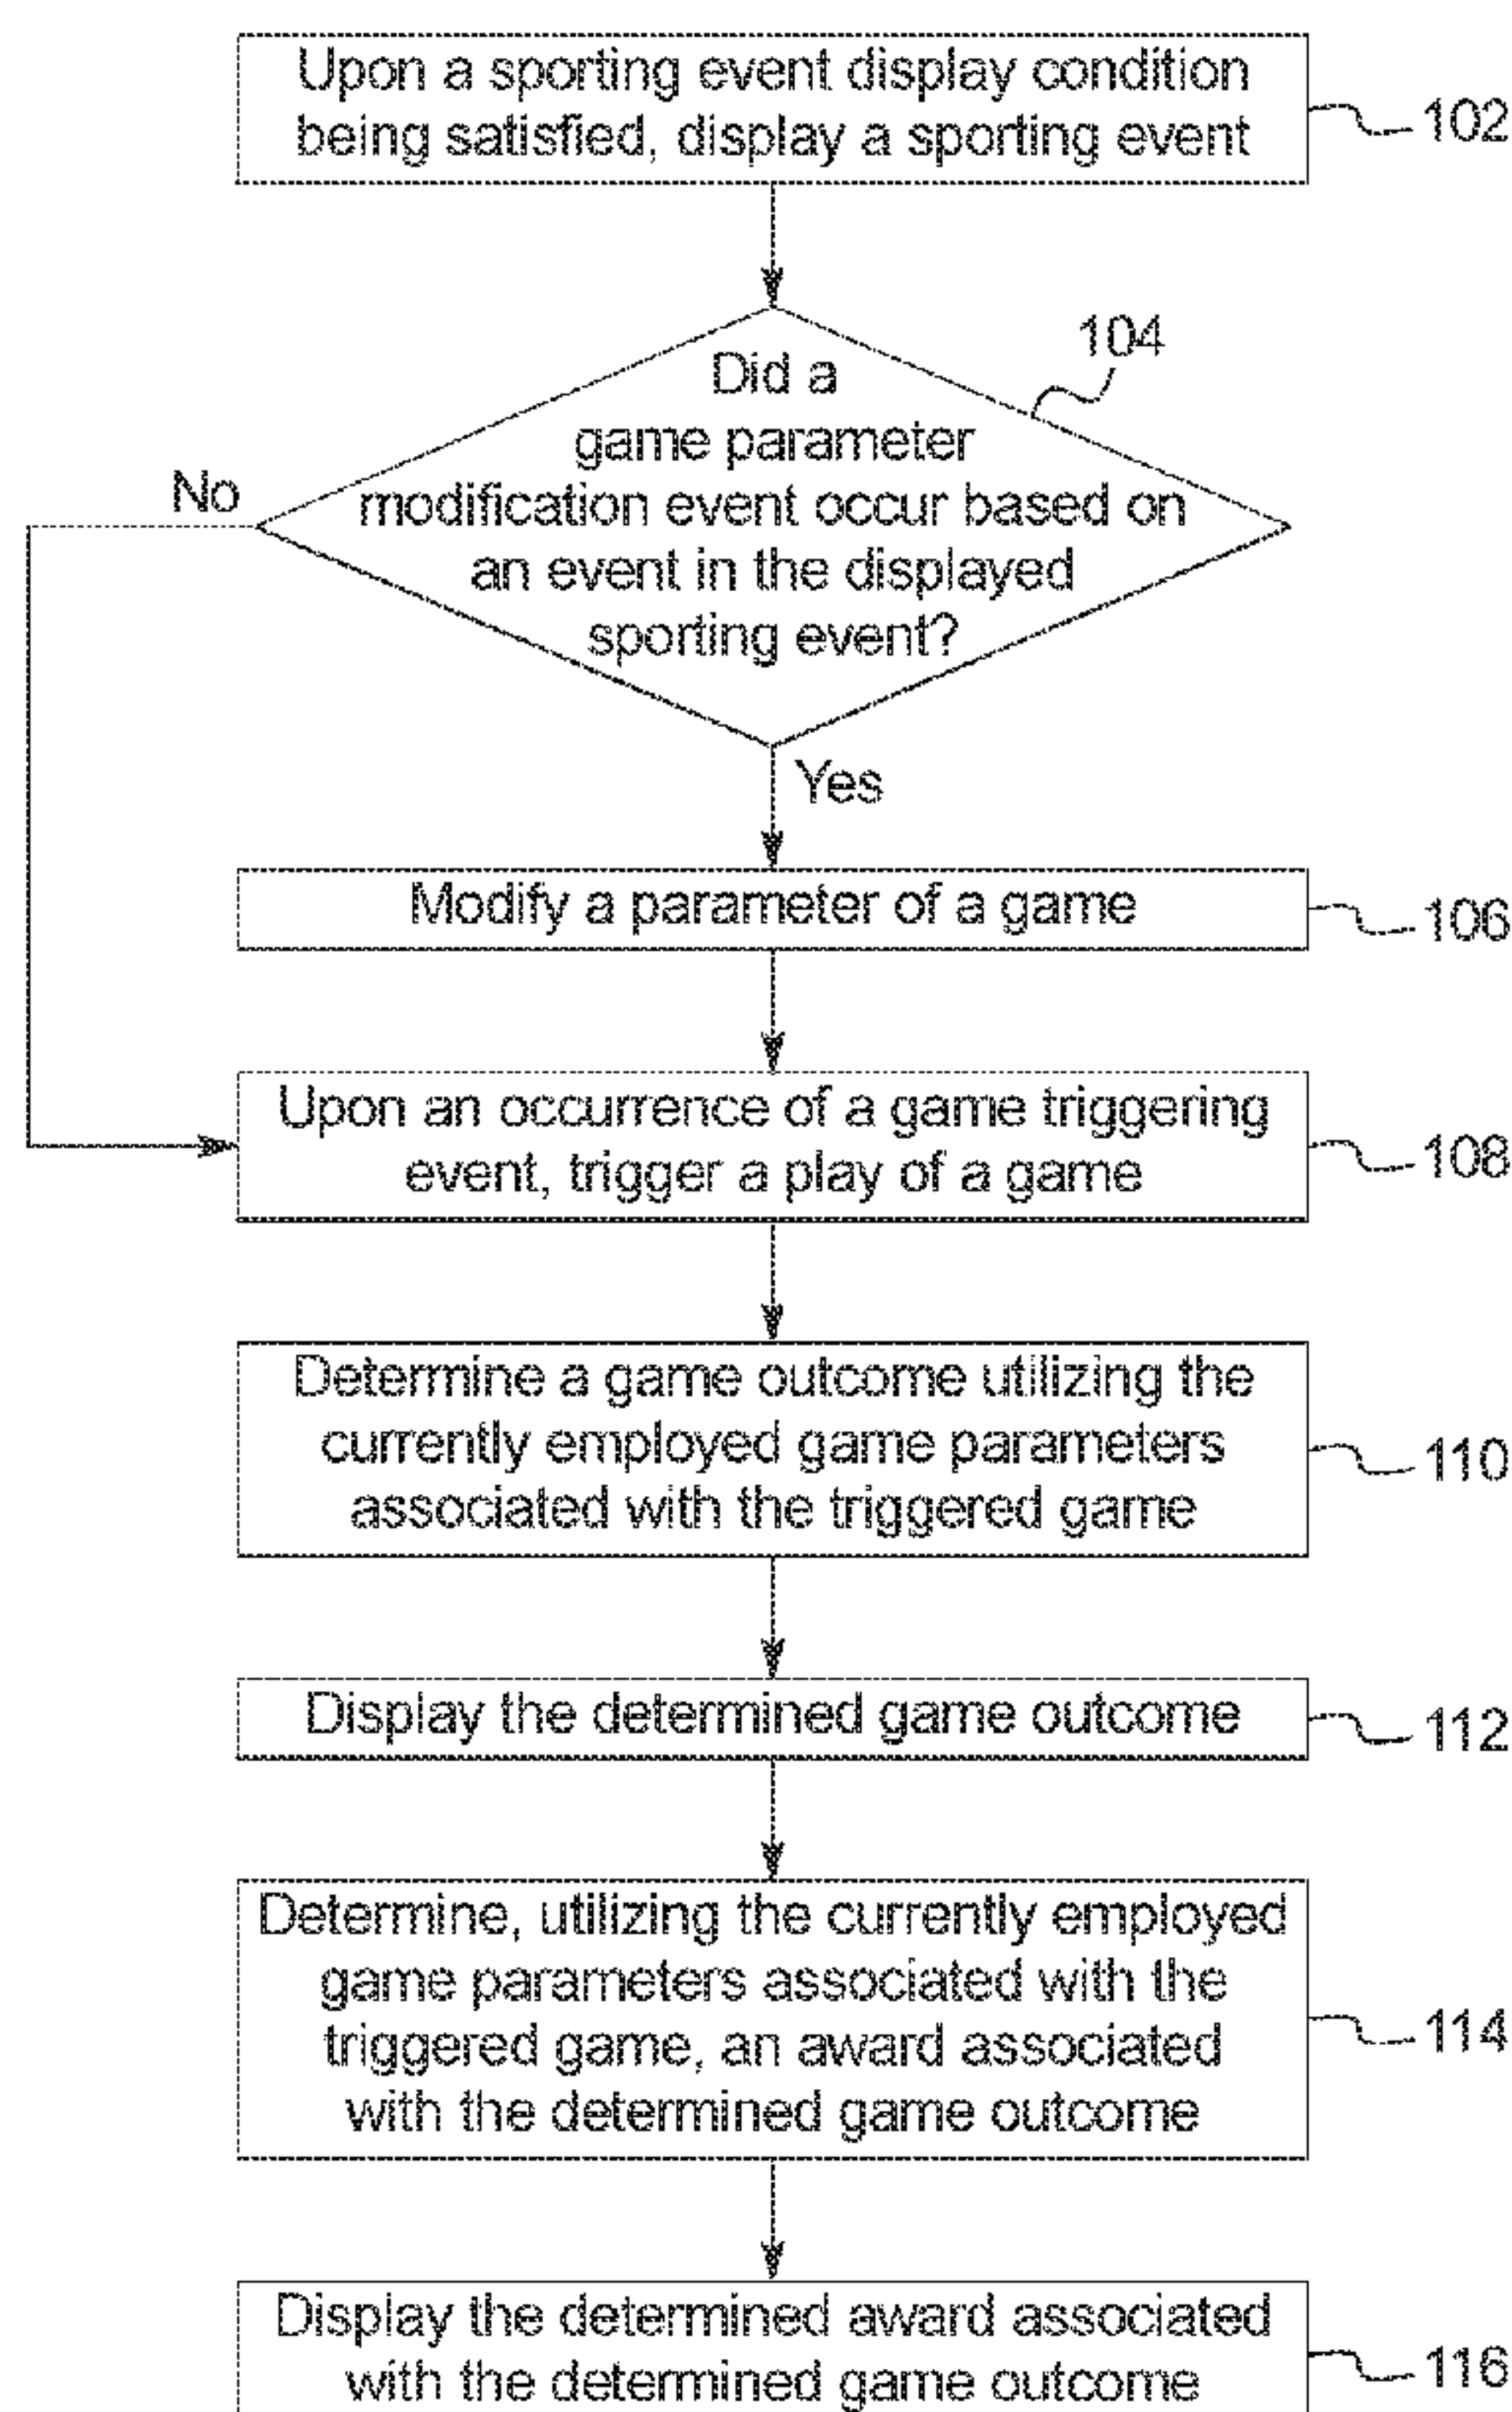 Upon a sporting event display condition
being satisfied, display a sporting event
102
104
Did a
game parameter
modification event occur based on
an event in the displayed
sporting event?
No
Yes
Modify a parameter of a game
106
Upon an occurrence of a game triggering
event, trigger a play of a game
108
Determine a game outcome utilizing the
currently employed game parameters
associated with the triggered game
110
Display the determined game outcome
112
Determine, utilizing the currently employed
game parameters associated with the
triggered game, an award associated
with the determined game outcome
114
Display the determined award associated
with the determined game outcome
116